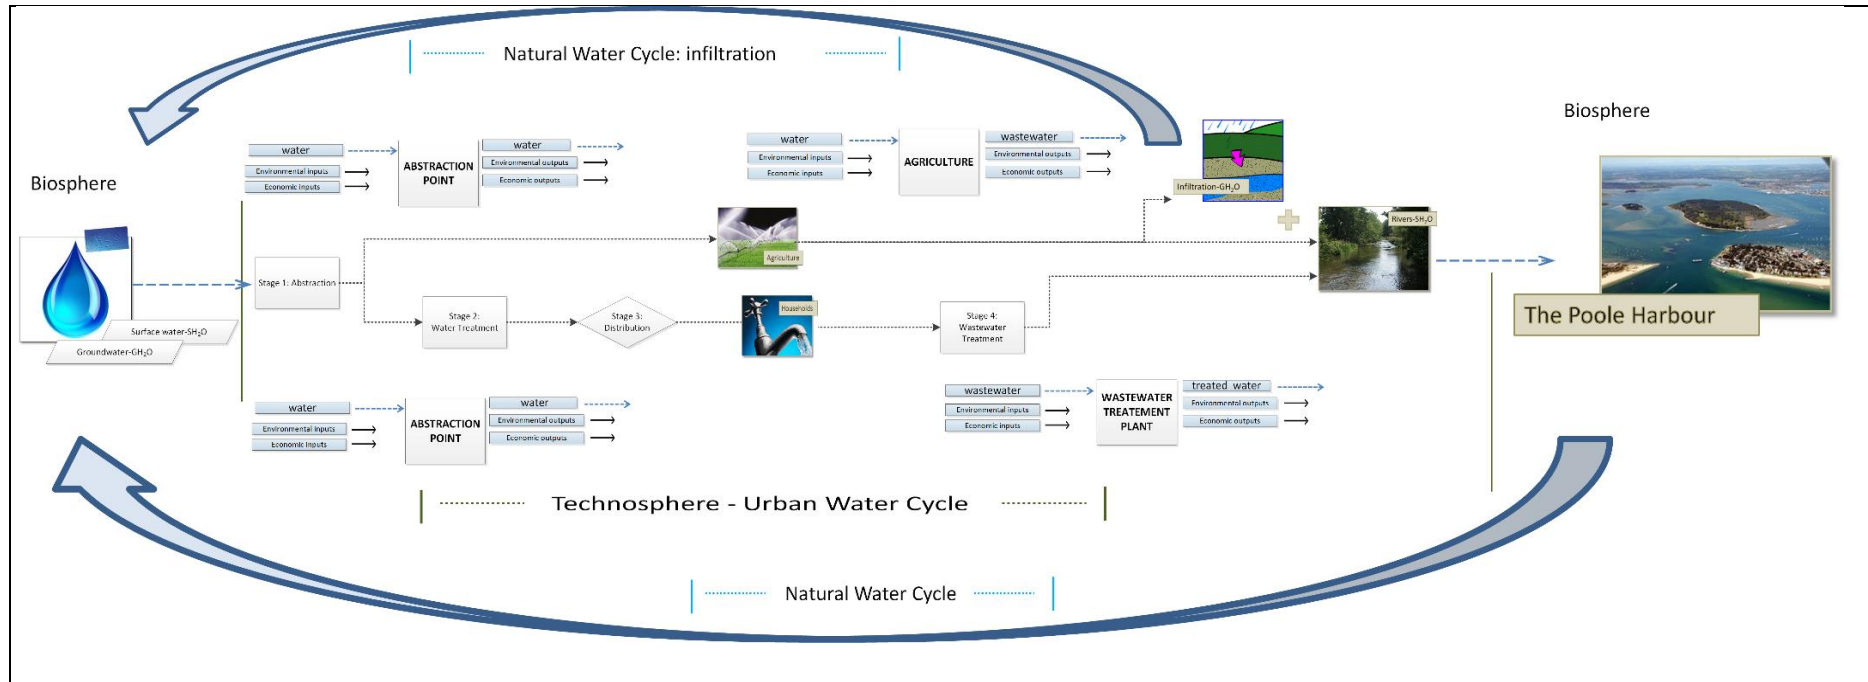 Natural Water Cycle: infiltration
Biosphere
Biosphere
water
Environmental inputs
Economic inputs
ABSTRACTION
POINT
water
Environmental outputs
Economic outputs
water
Environmental inputs
Economic inputs
AGRICULTURE
wastewater
Environmental outputs
Economic outputs
Infiltration-GH₂O
Rivers-SH₂O
Agriculture
Stage 1: Abstraction
Surface water-SH₂O
Groundwater-GH₂O
Stage 2:
Water Treatment
Stage 3:
Distribution
Households
Stage 4:
Wastewater
Treatment
The Poole Harbour
water
Environmental inputs
Economic Inputs
ABSTRACTION
POINT
water
Environmental outputs
Economic outputs
wastewater
Environmental inputs
Economic inputs
WASTEWATER
TREATEMENT
PLANT
treated water
Environmental outputs
Economic outputs
Technosphere - Urban Water Cycle
Natural Water Cycle